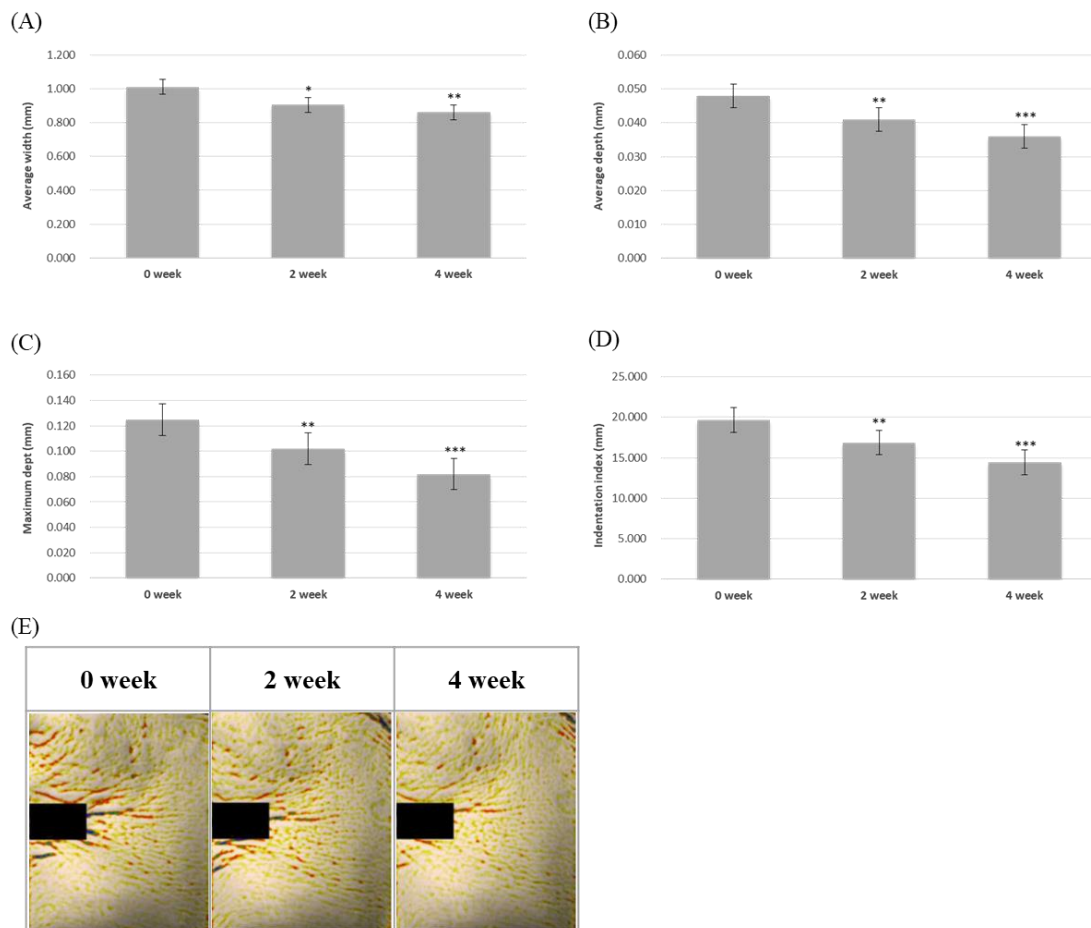 (A)
1.200
1.000
0.800
0.600
0.400
0.200
0.000
Average width (mm)
*
**
0 week
2 week
4 week
(B)
0.060
0.050
0.040
0.030
0.020
0.010
0.000
Average depth (mm)
**
***
0 week
2 week
4 week
(C)
0.160
0.140
0.120
0.100
0.080
0.060
0.040
0.020
0.000
Maximum dept (mm)
**
***
0 week
2 week
4 week
(D)
25.000
20.000
15.000
10.000
5.000
0.000
Indentation index (mm)
**
***
0 week
2 week
4 week
(E)
0 week
2 week
4 week